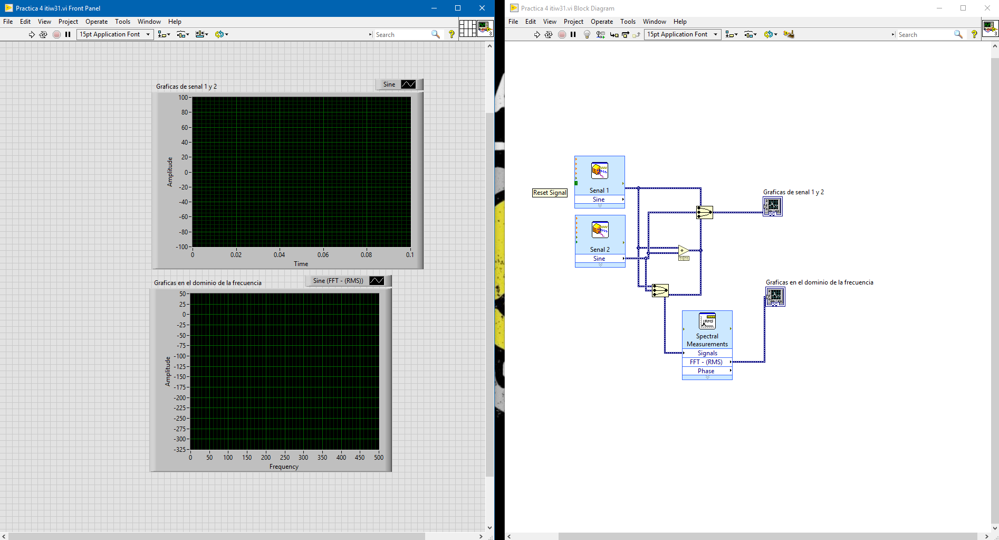 Practica 4 itiw31.vi Front Panel
File Edit View Project Operate Tools Window Help
15pt Application Font
Search
3
Graficas de senal 1 y 2
Sine
100
80
60
40
20
0
-20
-40
-60
-80
-100
Amplitude
0 0.02 0.04 0.06 0.08 0.1
Time
Graficas en el dominio de la frecuencia
Sine (FFT - (RMS))
50
25
0
-25
-50
-75
-100
-125
-150
-175
-200
-225
-250
-275
-300
-325
Amplitude
0 50 100 150 200 250 300 350 400 450 500
Frequency
Practica 4 itiw31.vi Block Diagram
File Edit View Project Operate Tools Window Help
15pt Application Font
Search
3
Reset Signal
Senal 1
Sine
Senal 2
Sine
Graficas de senal 1 y 2
Graficas en el dominio de la frecuencia
RMS
Spectral
Measurements
Signals
FFT - (RMS)
Phase